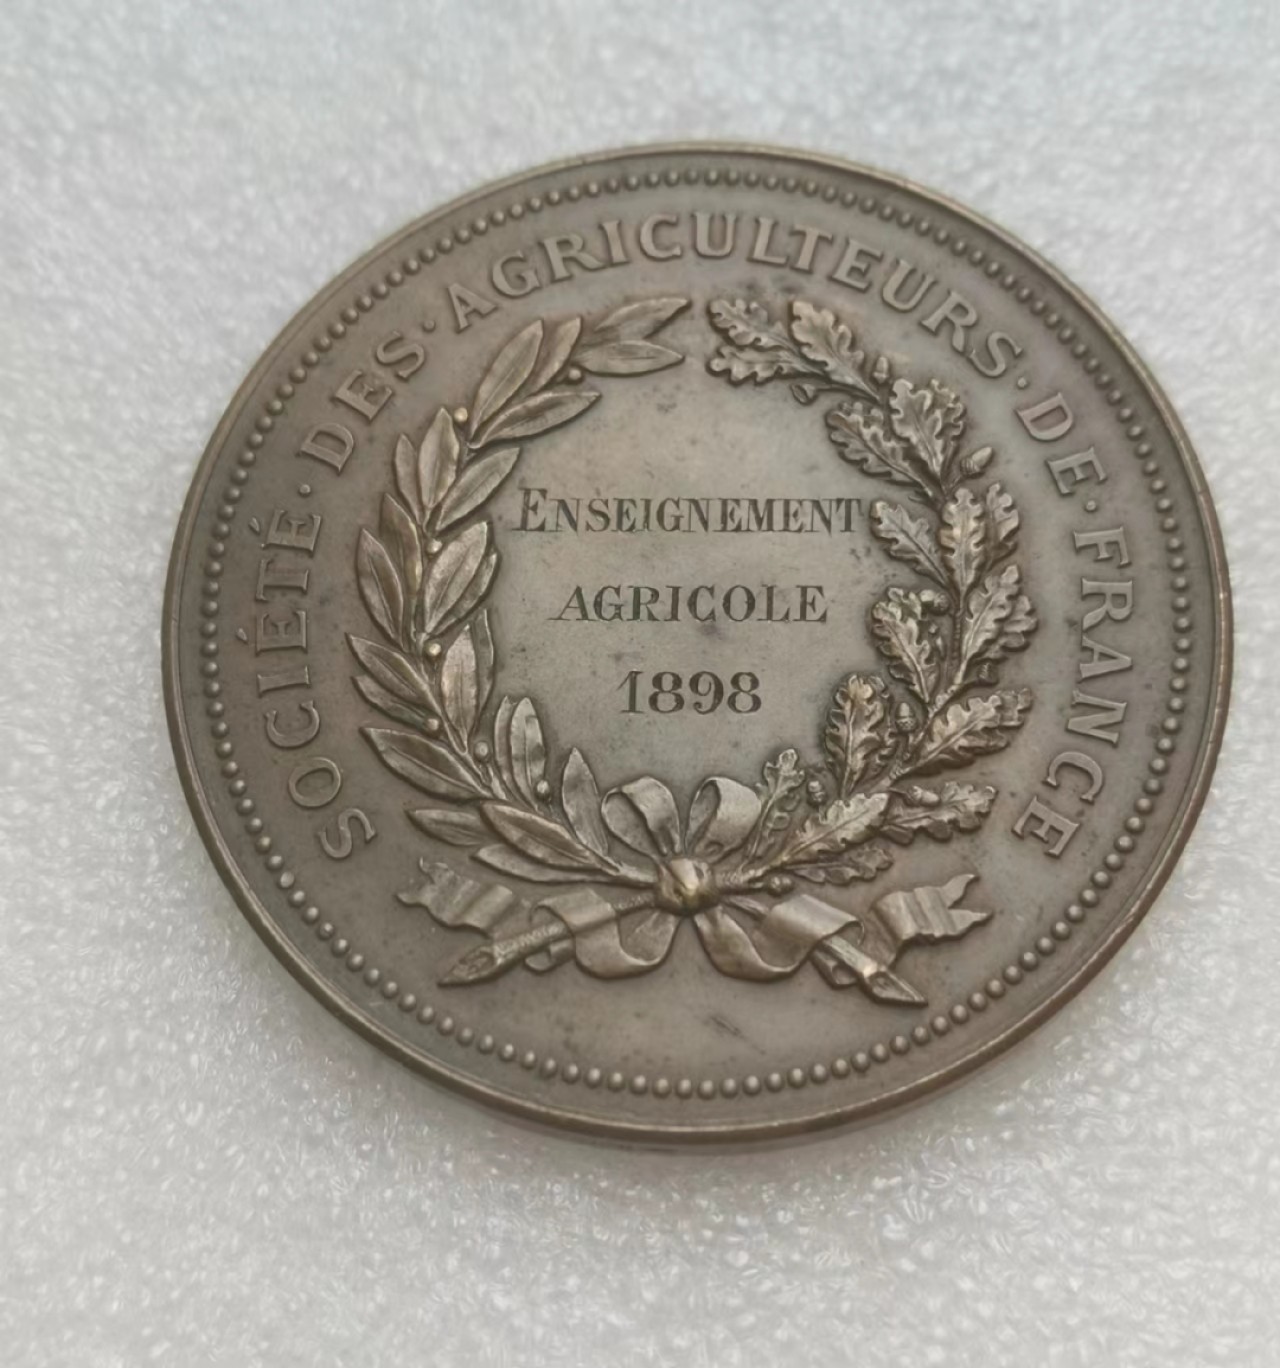 SOCIÉTÉ · DES · AGRICULTEURS · DE · FRANCE
ENSEIGNEMENT
AGRICOLE
1898